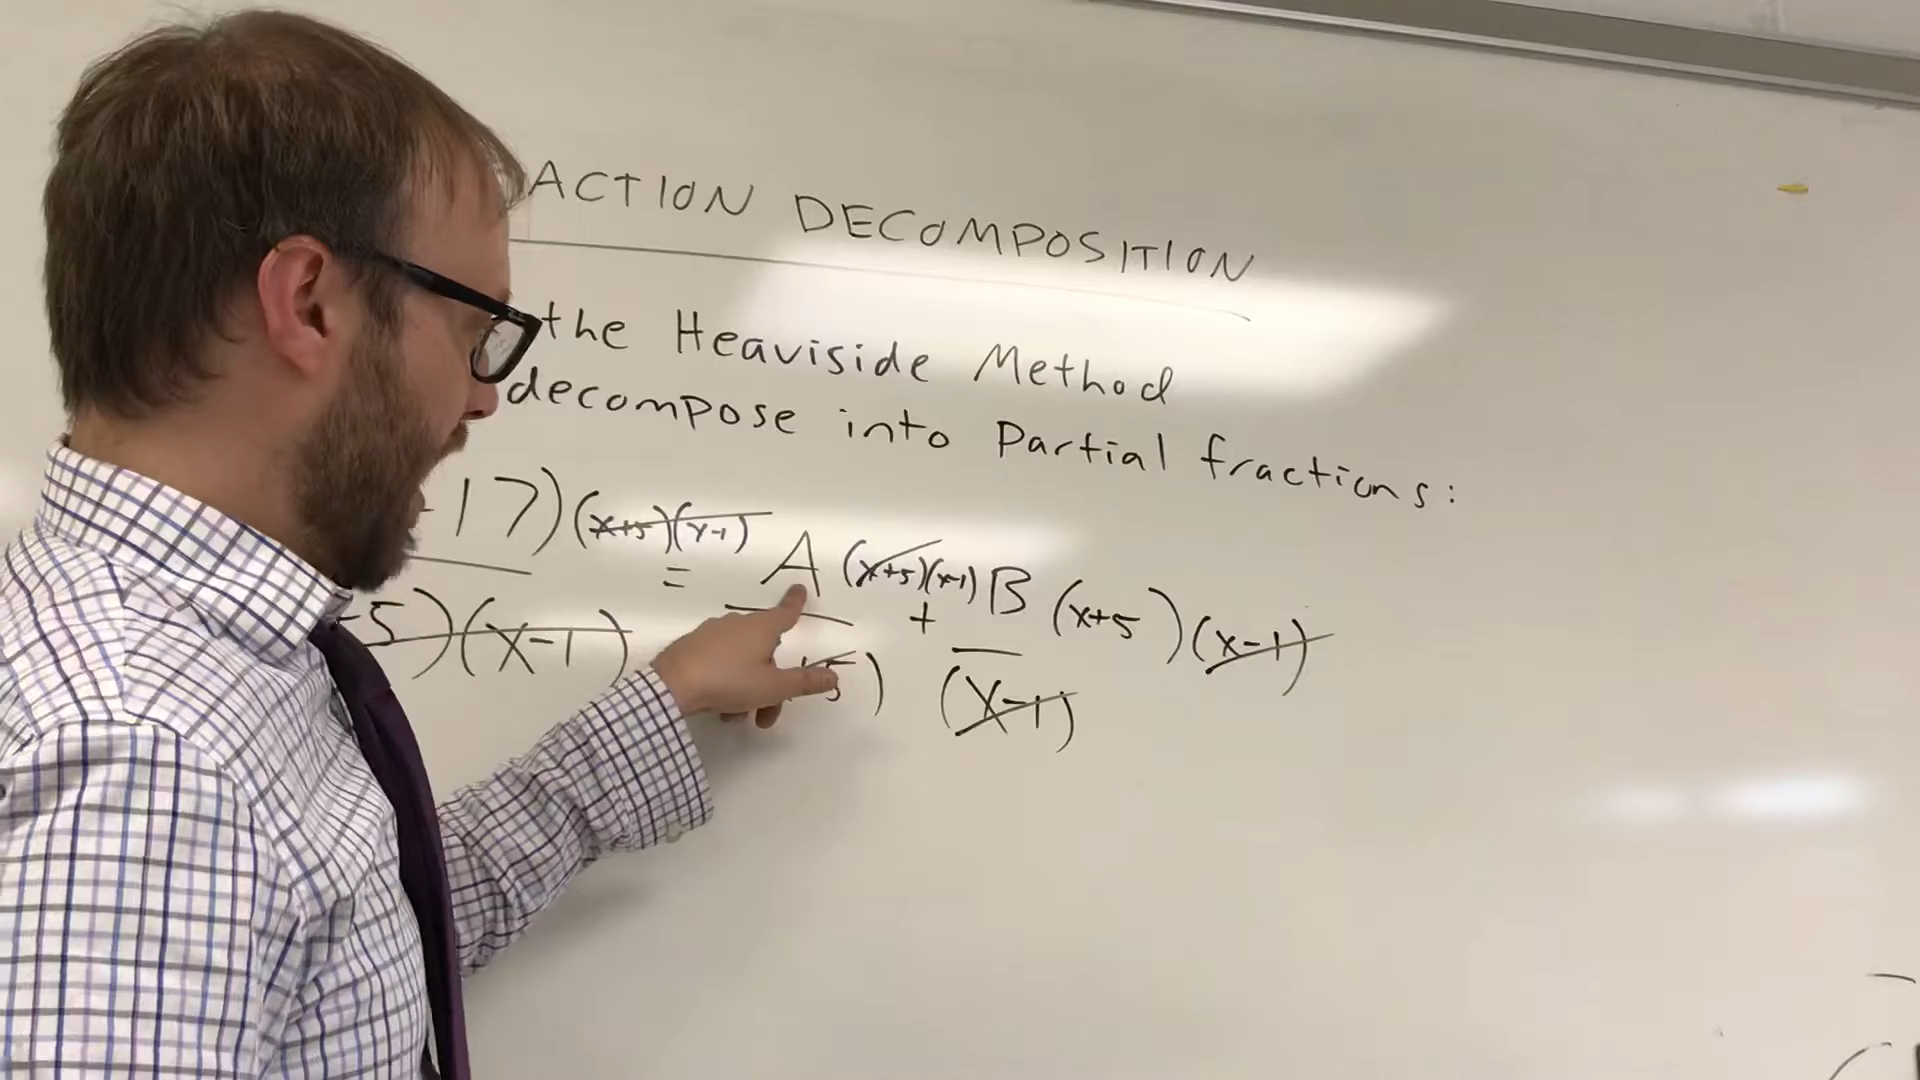 ACTION DECOMPOSITION
the Heaviside Method
decompose into Partial fractions:
-17)(x+5)(x-1) = A(x+5)(x-1) + B(x+5)(x-1)
5)(x-1) 5) (x-1)